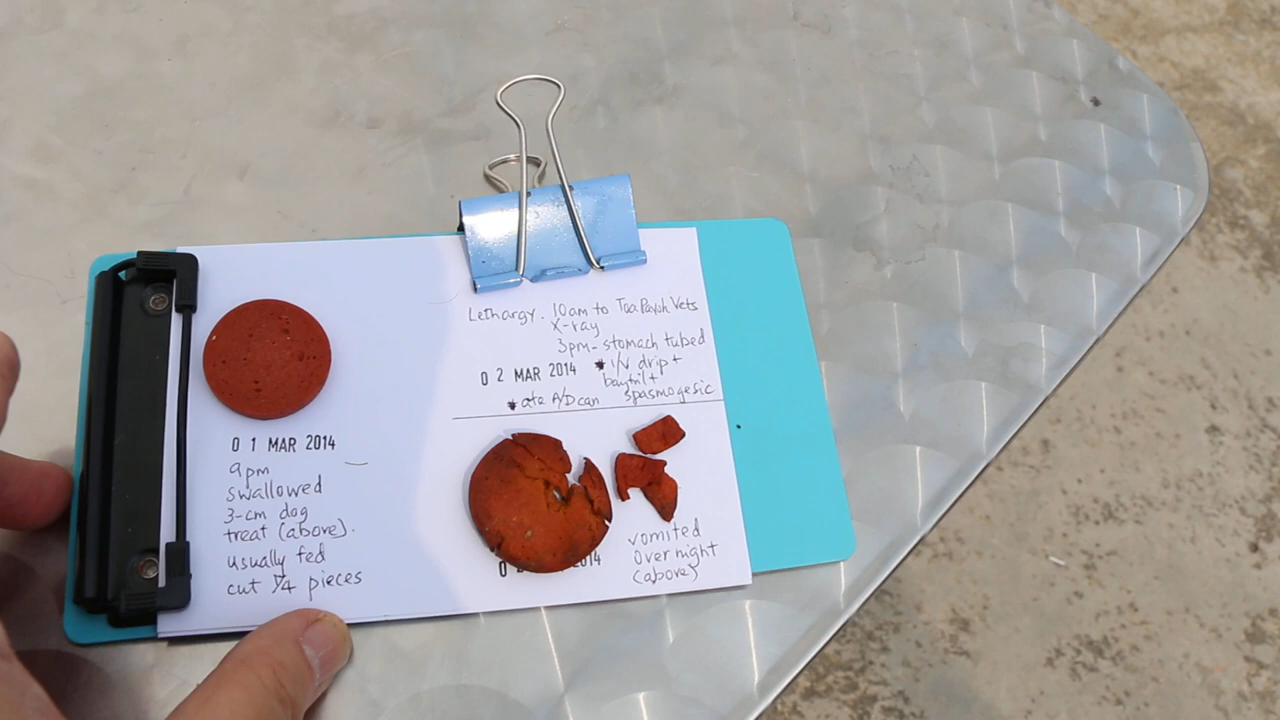 0 1 MAR 2014
9pm
swallowed
3-cm dog
treat (above).
usually fed
cut 1/4 pieces
Lethargy. 10am to Toa Payoh Vets
X-ray
3pm- stomach tubed
0 2 MAR 2014 * I/V drip +
baytril +
* ate A/D can spasmogesic
0 2014
vomited
over night
(above)